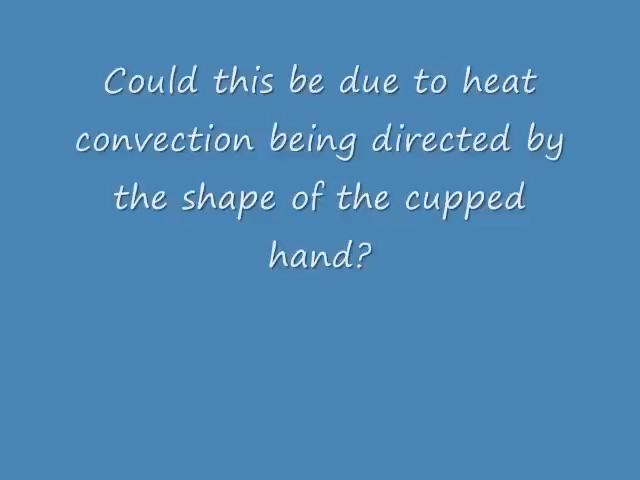 Could this be due to heat
convection being directed by
the shape of the cupped
hand?